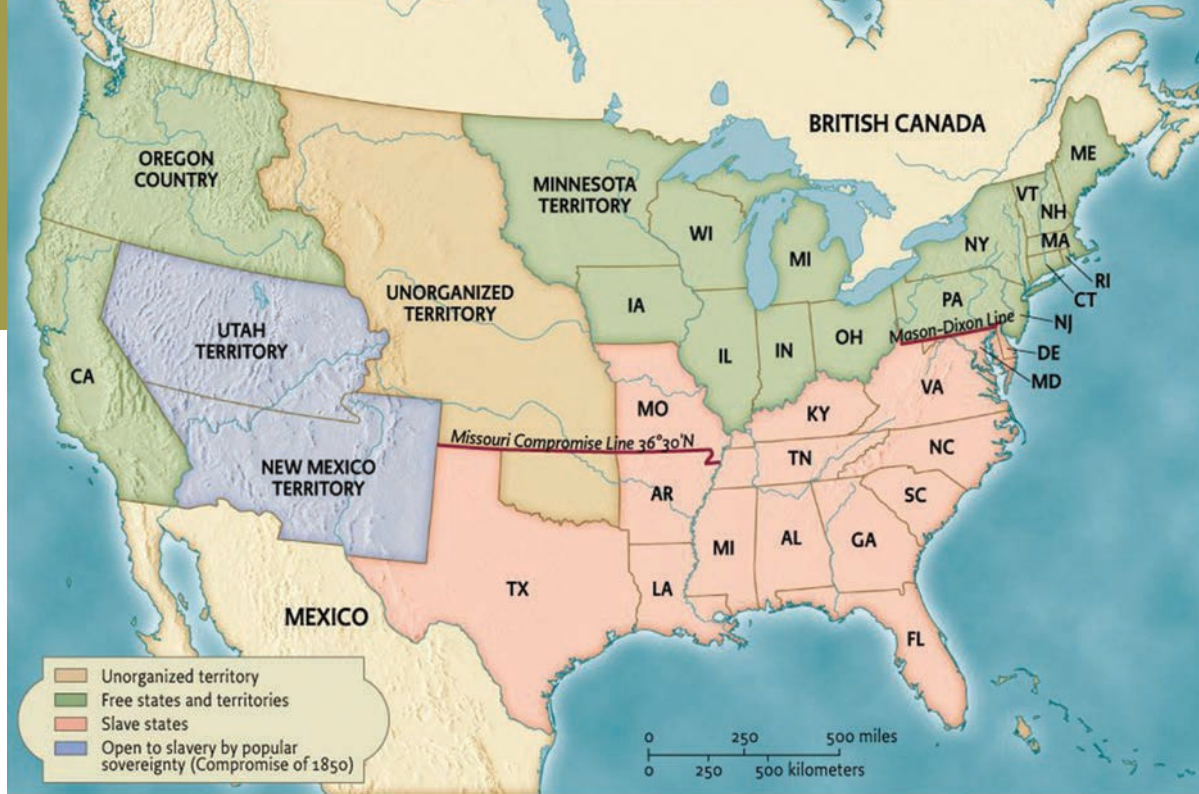 BRITISH CANADA
OREGON
COUNTRY
MINNESOTA
TERRITORY
ME
VT
NH
WI
MI
NY
MA
RI
CT
UNORGANIZED
TERRITORY
IA
PA
NJ
Mason-Dixon Line
UTAH
TERRITORY
IL
IN
OH
DE
MD
CA
VA
MO
KY
Missouri Compromise Line 36°30'N
NC
TN
NEW MEXICO
TERRITORY
AR
SC
MI
AL
GA
TX
LA
MEXICO
FL
Unorganized territory
Free states and territories
Slave states
Open to slavery by popular
sovereignty (Compromise of 1850)
0 250 500 miles
0 250 500 kilometers